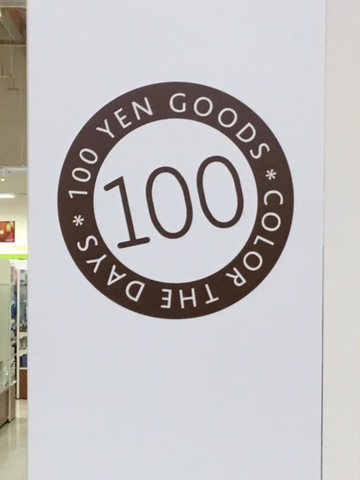 100 YEN GOODS * COLOR THE DAYS *
100